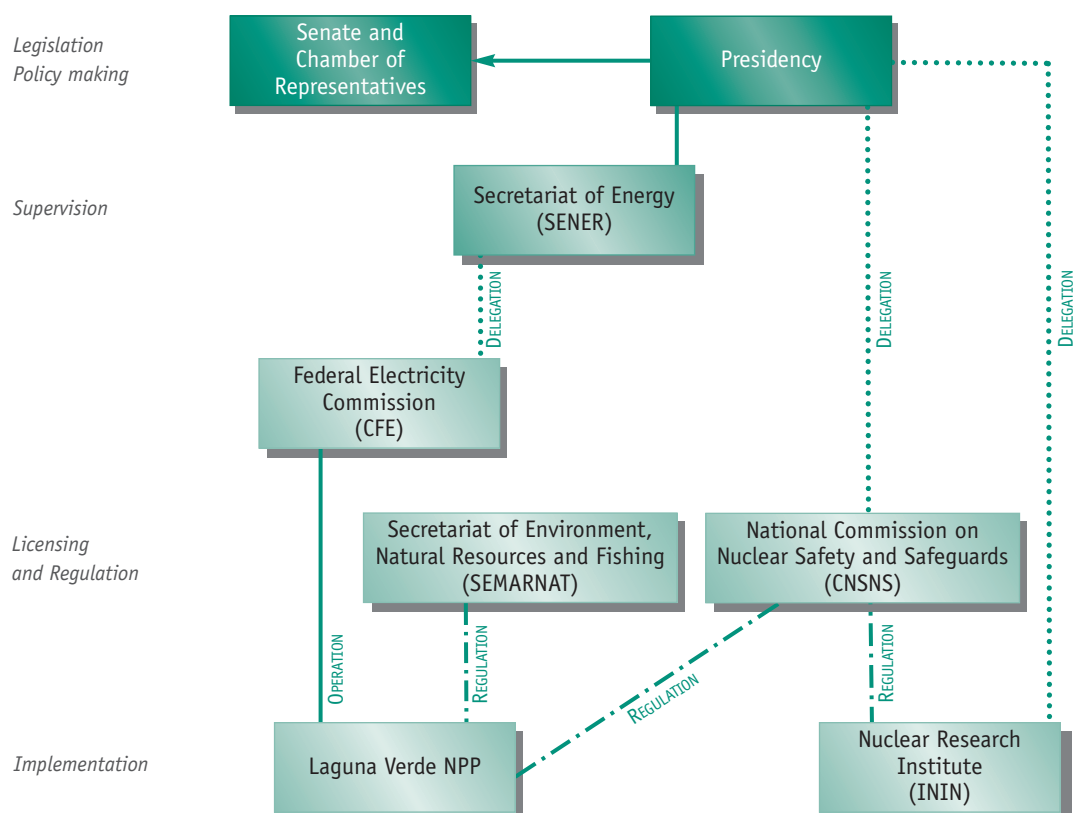 Legislation
Policy making
Senate and
Chamber of
Representatives
Presidency
Supervision
Secretariat of Energy
(SENER)
DELEGATION
DELEGATION
DELEGATION
Federal Electricity
Commission
(CFE)
Licensing
and Regulation
Secretariat of Environment,
Natural Resources and Fishing
(SEMARNAT)
National Commission on
Nuclear Safety and Safeguards
(CNSNS)
OPERATION
REGULATION
REGULATION
REGULATION
Implementation
Laguna Verde NPP
Nuclear Research
Institute
(ININ)